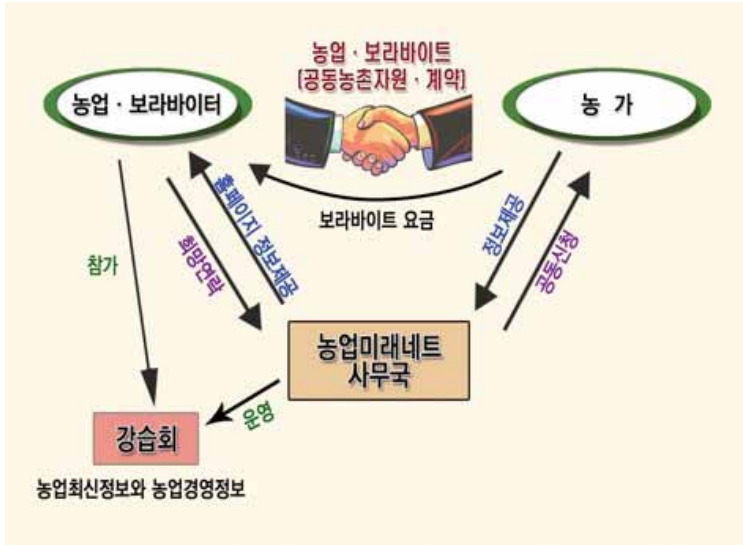 농업 · 보라바이트
(공동농촌자원 · 계약)
농업 · 보라바이터
농 가
보라바이트 요금
참가
희망연락
홈페이지 정보제공
정보제공
공동신청
농업미래네트
사무국
운영
강습회
농업최신정보와 농업경영정보